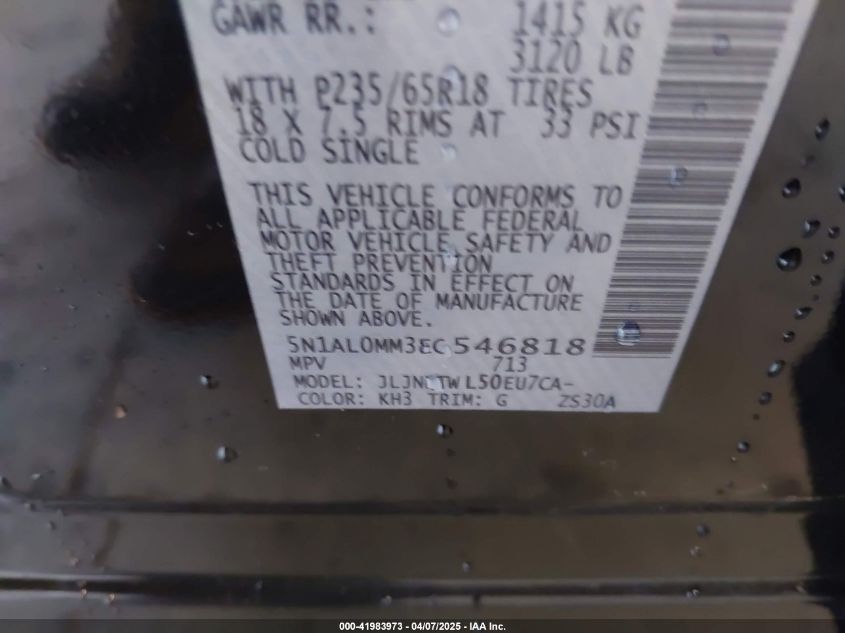 GAWR RR.: 1415 KG
3120 LB
WITH P235/65R18 TIRES
18 X 7.5 RIMS AT 33 PSI
COLD SINGLE
THIS VEHICLE CONFORMS TO
ALL APPLICABLE FEDERAL
MOTOR VEHICLE SAFETY AND
THEFT PREVENTION
STANDARDS IN EFFECT ON
THE DATE OF MANUFACTURE
SHOWN ABOVE.
5N1AL0MM3EC546818
MPV 713
MODEL:
COLOR: KH3 TRIM: G ZS30A
000-41983973 - 04/07/2025 - IAA Inc.